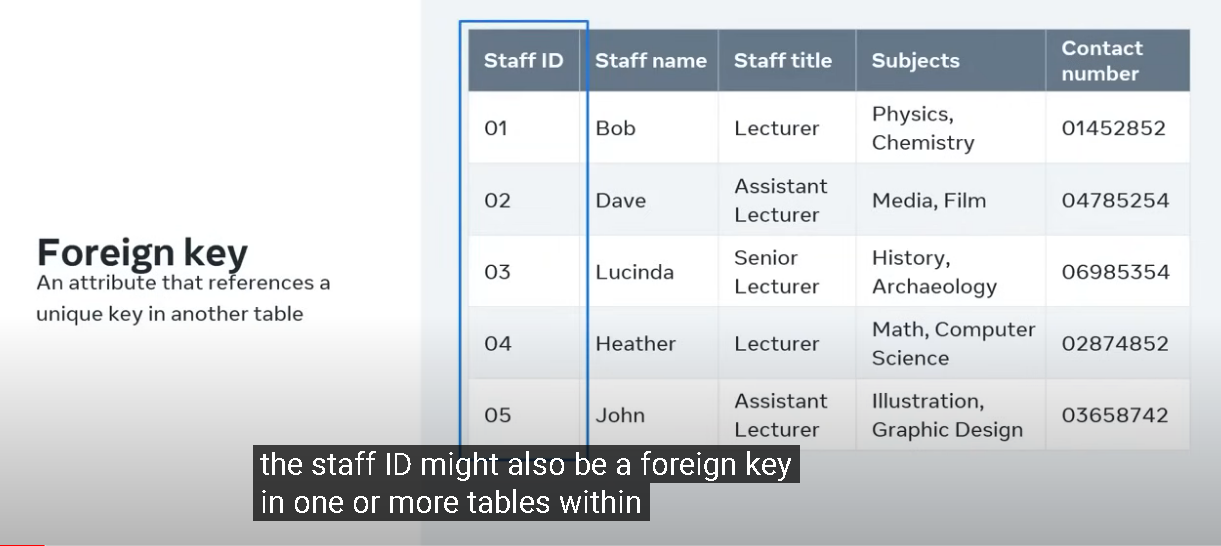 Foreign key
An attribute that references a
unique key in another table
Staff ID Staff name Staff title Subjects Contact number
01 Bob Lecturer Physics, Chemistry 01452852
02 Dave Assistant Lecturer Media, Film 04785254
03 Lucinda Senior Lecturer History, Archaeology 06985354
04 Heather Lecturer Math, Computer Science 02874852
05 John Assistant Lecturer Illustration, Graphic Design 03658742
the staff ID might also be a foreign key
in one or more tables within